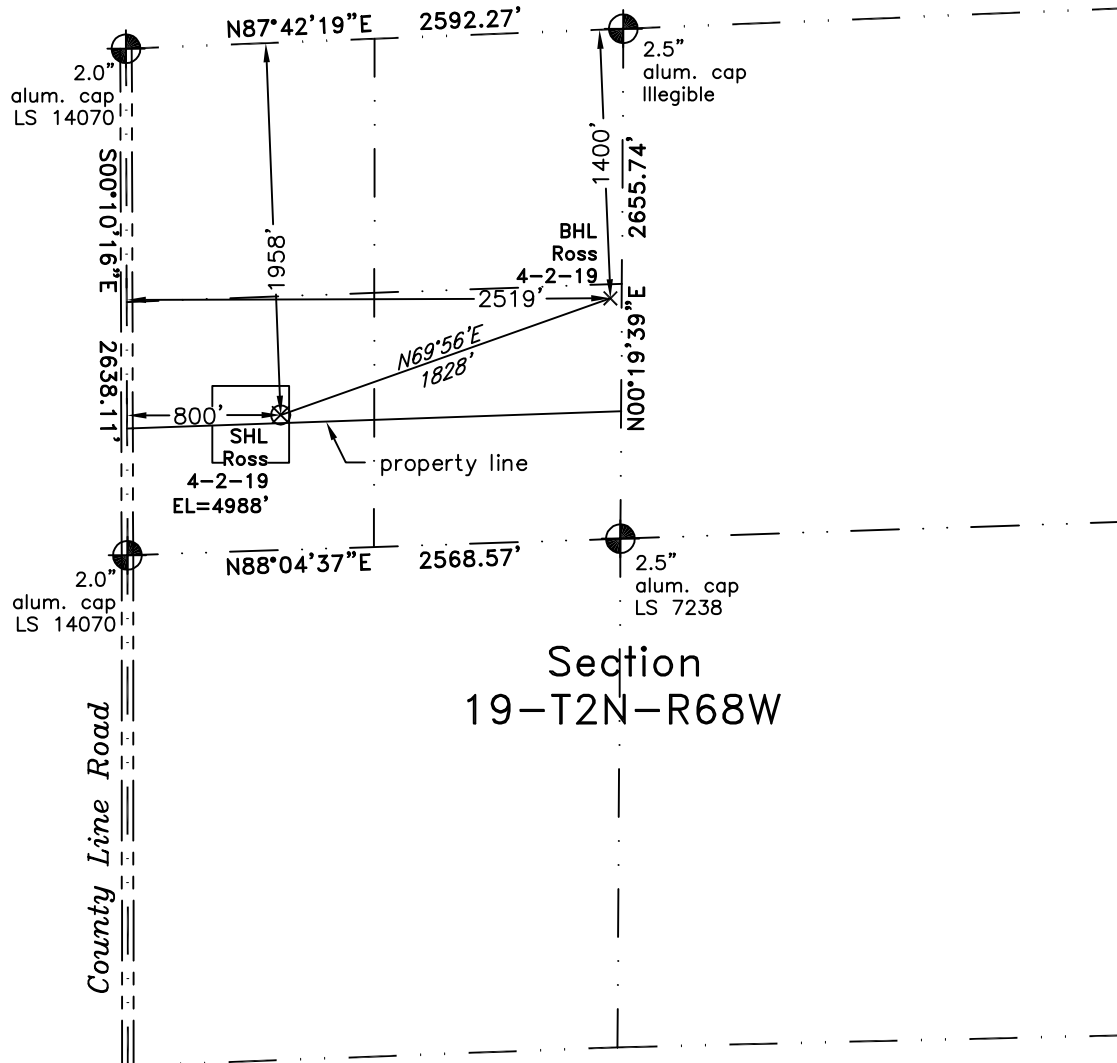 N87°42'19"E 2592.27'
2.0"
alum. cap
LS 14070
2.5"
alum. cap
Illegible
S00°10'16"E 2638.11'
1958'
1400'
2655.74'
N00°19'39"E
BHL
Ross
4-2-19
2519'
N69°56'E
1828'
800'
SHL
Ross
4-2-19
EL=4988'
property line
N88°04'37"E 2568.57'
2.0"
alum. cap
LS 14070
2.5"
alum. cap
LS 7238
Section
19-T2N-R68W
County Line Road